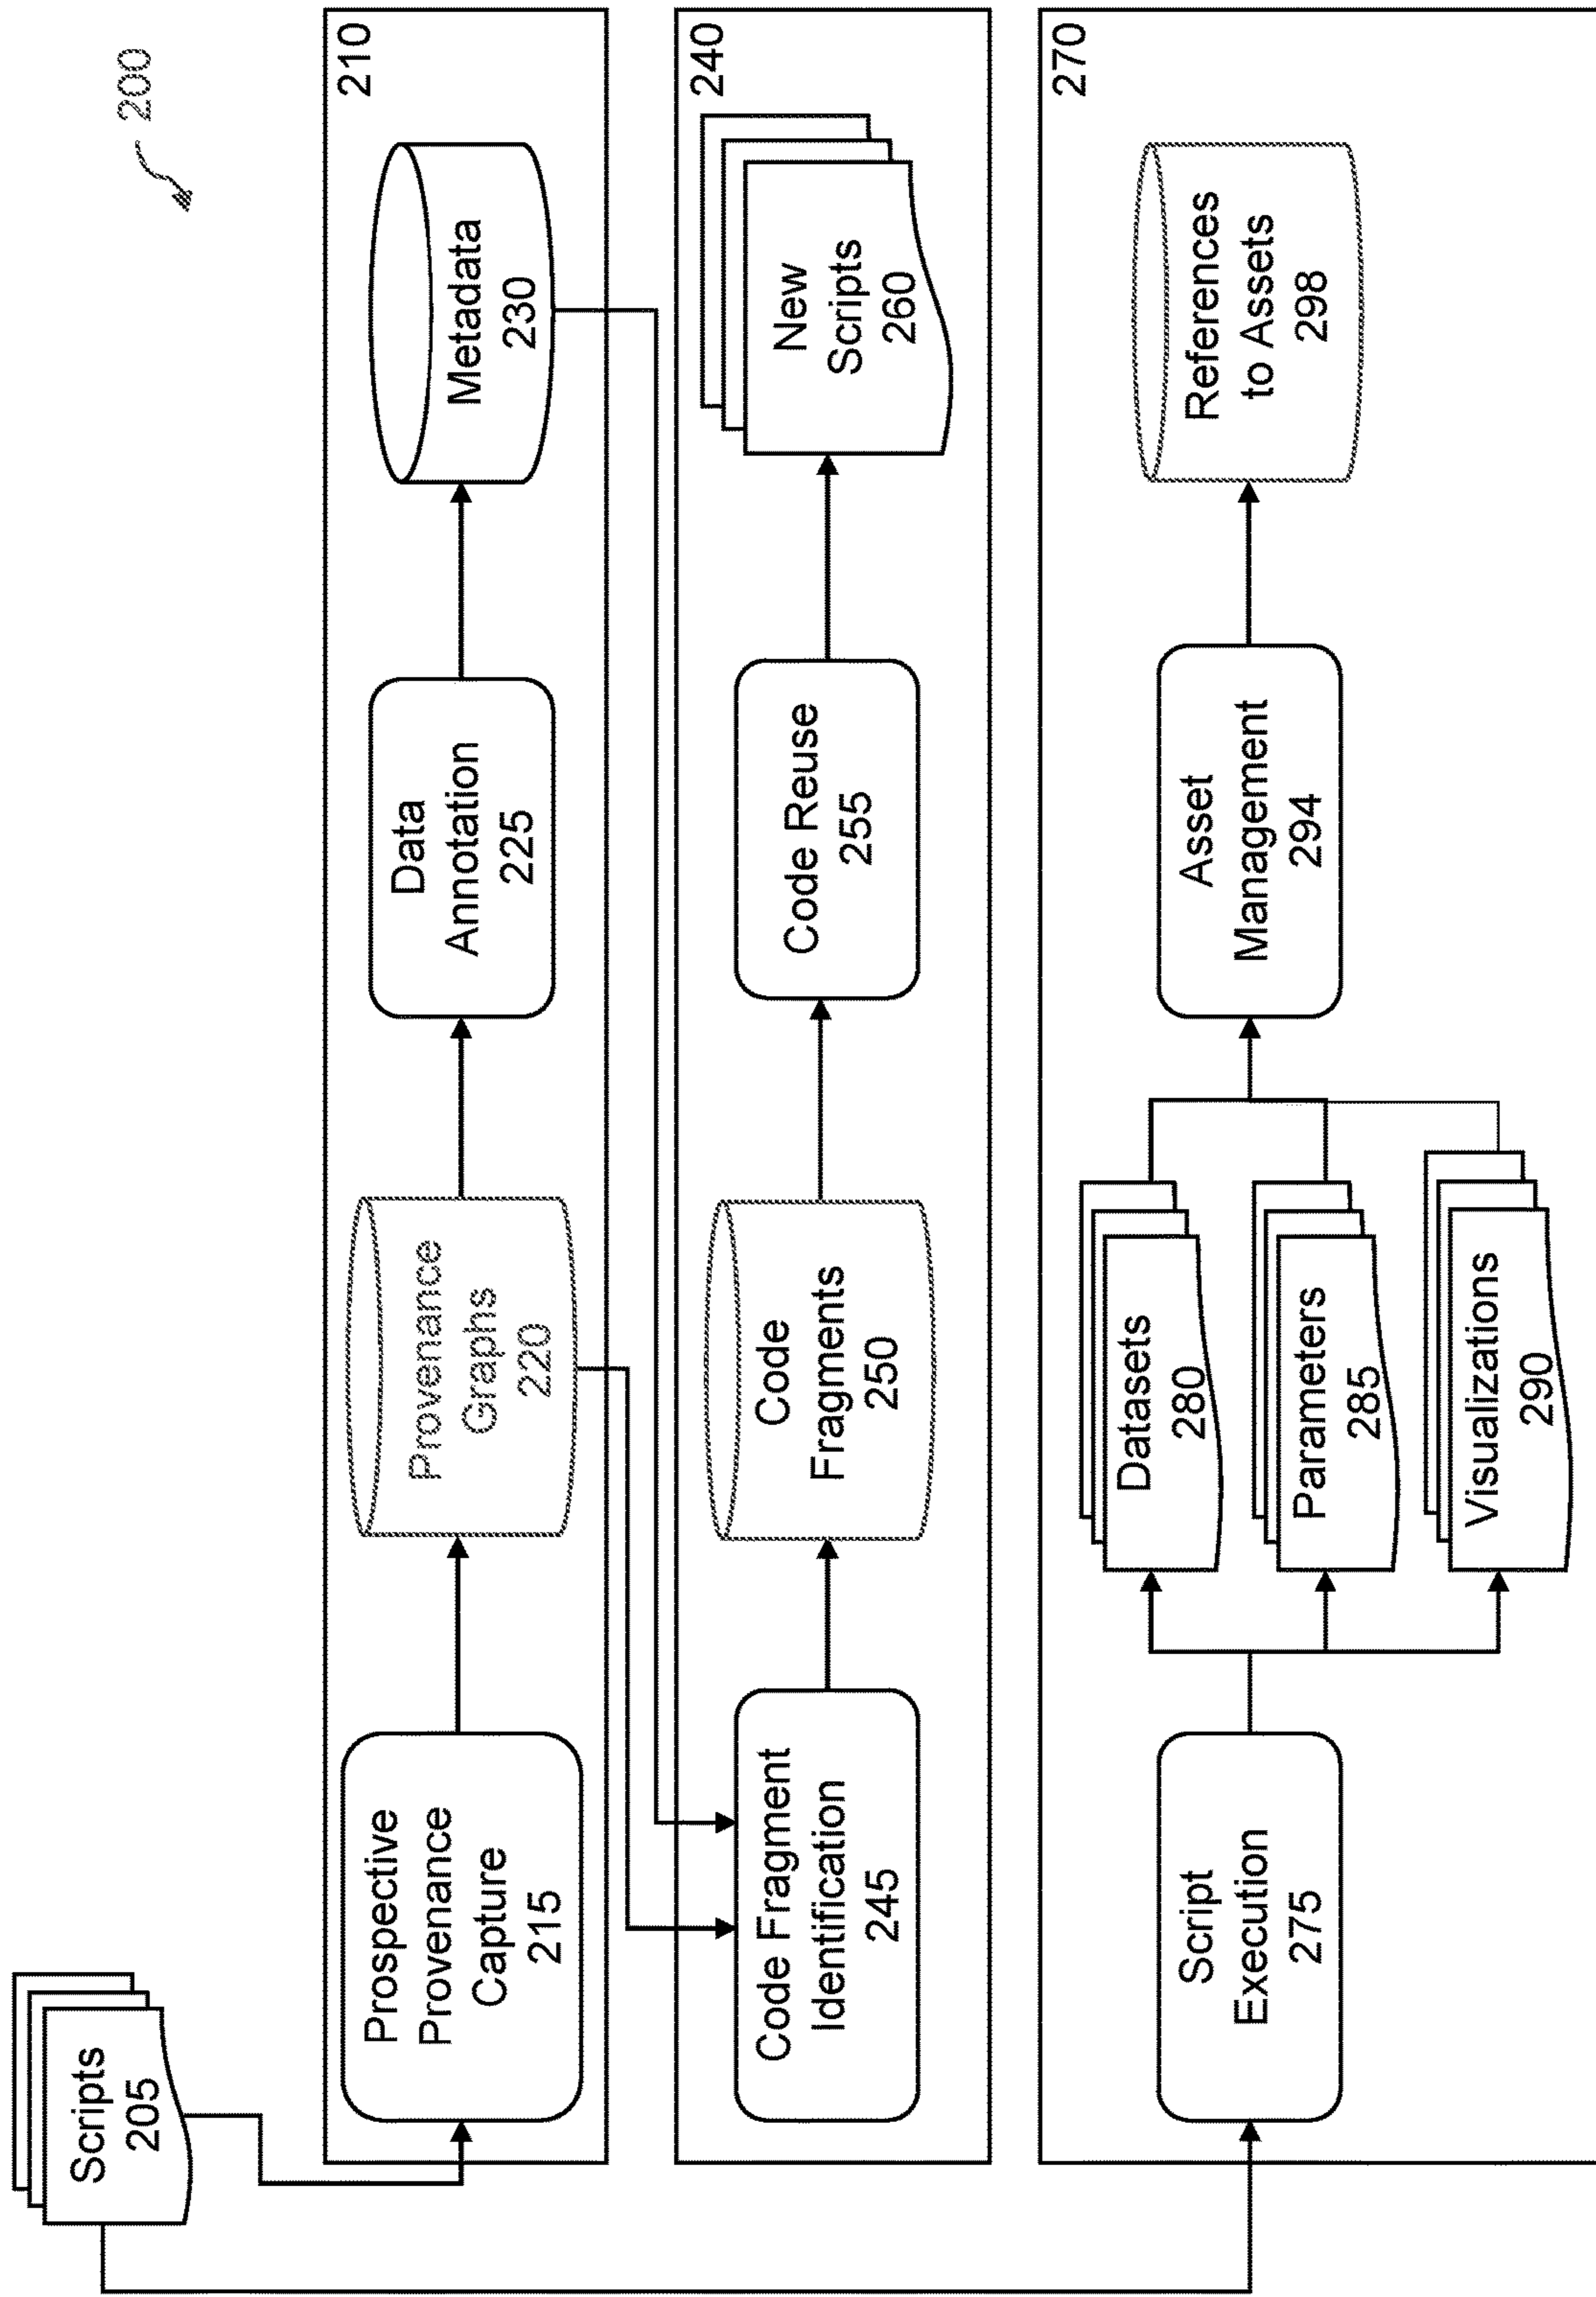 200
Scripts
205
210
Prospective
Provenance
Capture
215
Provenance
Graphs
220
Data
Annotation
225
Metadata
230
240
Code Fragment
Identification
245
Code
Fragments
250
Code Reuse
255
New
Scripts
260
270
Script
Execution
275
Datasets
280
Parameters
285
Visualizations
290
Asset
Management
294
References
to Assets
298